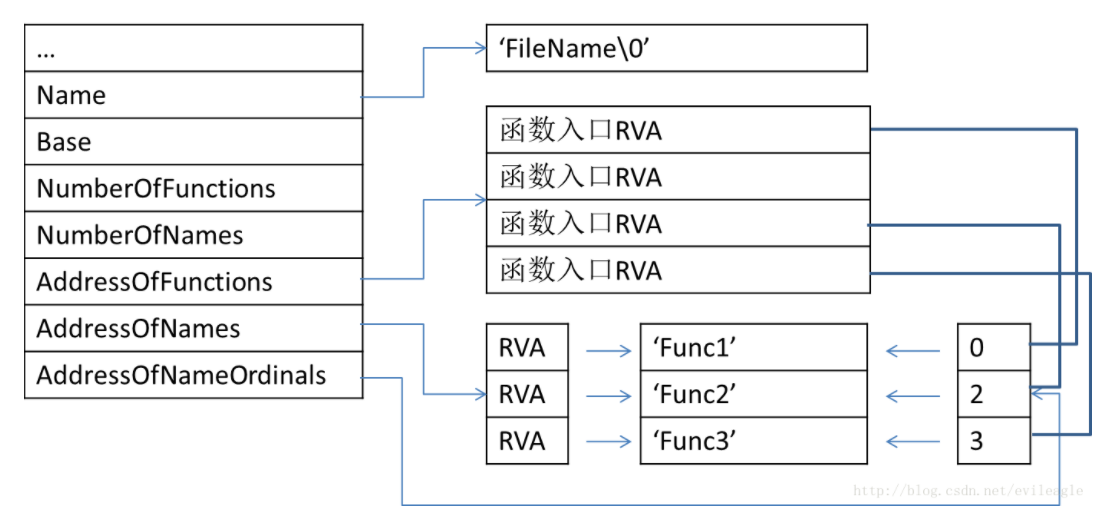 ...
Name
Base
NumberOfFunctions
NumberOfNames
AddressOfFunctions
AddressOfNames
AddressOfNameOrdinals
‘FileName\0’
函数入口RVA
函数入口RVA
函数入口RVA
函数入口RVA
RVA ‘Func1’ 0
RVA ‘Func2’ 2
RVA ‘Func3’ 3
http://blog.csdn.net/evileagle